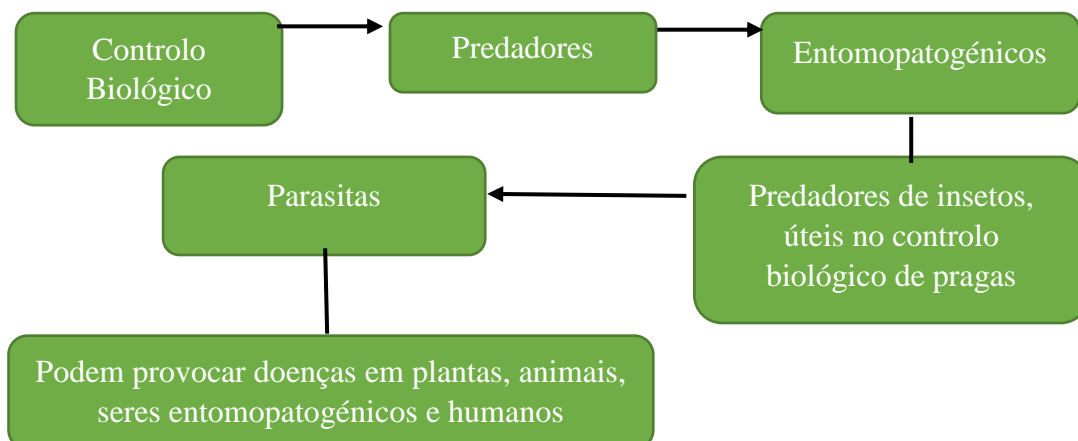 Controlo
Biológico
Predadores
Entomopatogénicos
Predadores de insetos,
úteis no controlo
biológico de pragas
Parasitas
Podem provocar doenças em plantas, animais,
seres entomopatogénicos e humanos